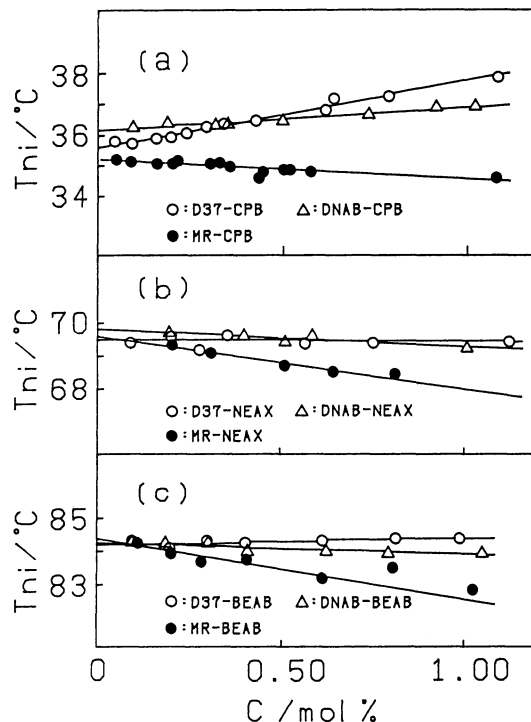 (a)
38
36
34
Tni/°C
○:D37-CPB △:DNAB-CPB
●:MR-CPB
(b)
70
68
Tni/°C
○:D37-NEAX △:DNAB-NEAX
●:MR-NEAX
(c)
85
83
Tni/°C
○:D37-BEAB △:DNAB-BEAB
●:MR-BEAB
0 0.50 1.00
C/mol%